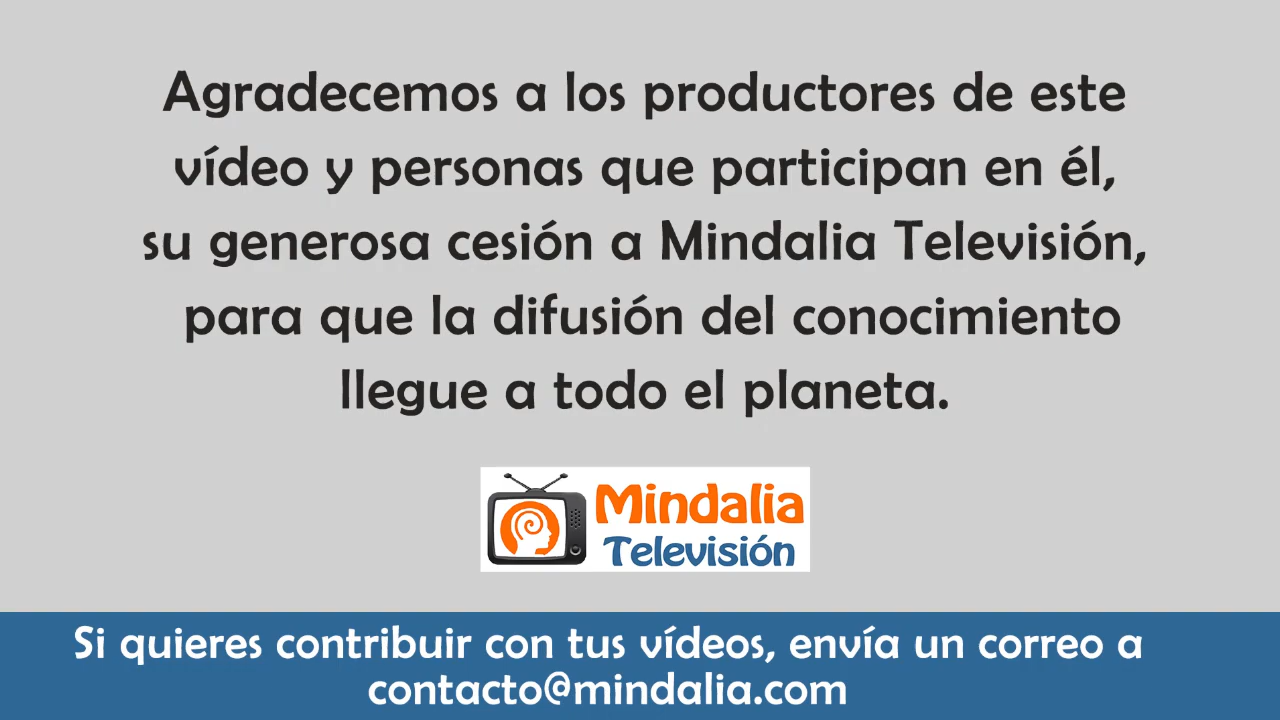 Agradecemos a los productores de este
vídeo y personas que participan en él,
su generosa cesión a Mindalia Televisión,
para que la difusión del conocimiento
llegue a todo el planeta.
Mindalia
Televisión
Si quieres contribuir con tus vídeos, envía un correo a
contacto@mindalia.com